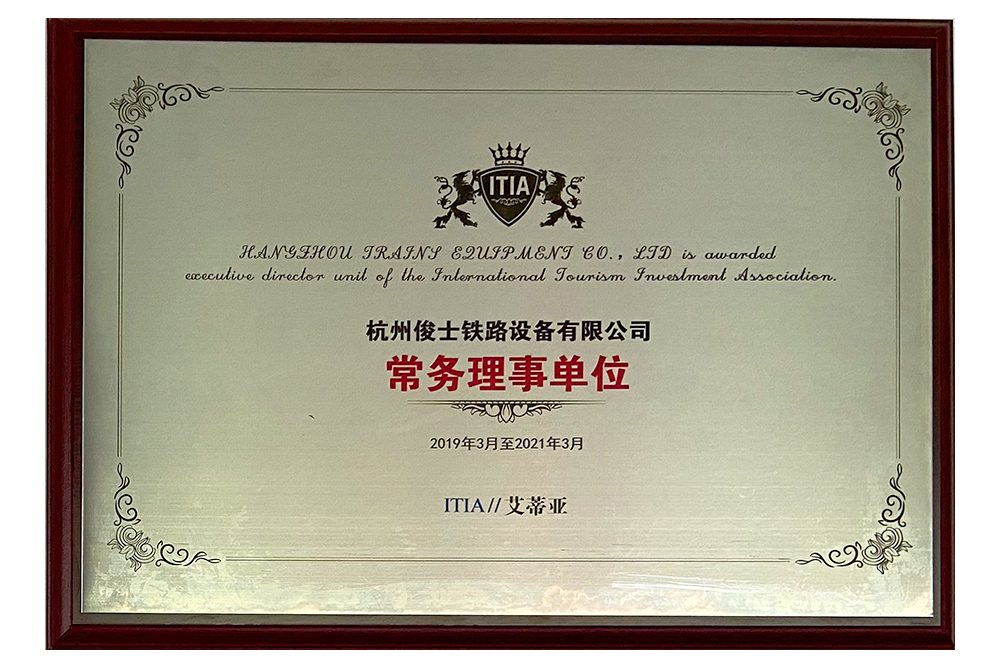 ITIA
HANGZHOU TRAINS EQUIPMENT CO., LTD is awarded
executive director unit of the International Tourism Investment Association.
杭州俊士铁路设备有限公司
常务理事单位
2019年3月至2021年3月
ITIA//艾蒂亚